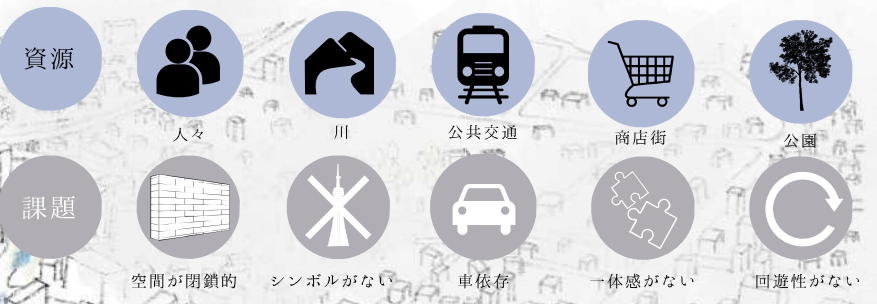 資源
人々
川
公共交通
商店街
公園
課題
空間が閉鎖的
シンボルがない
車依存
一体感がない
回遊性がない